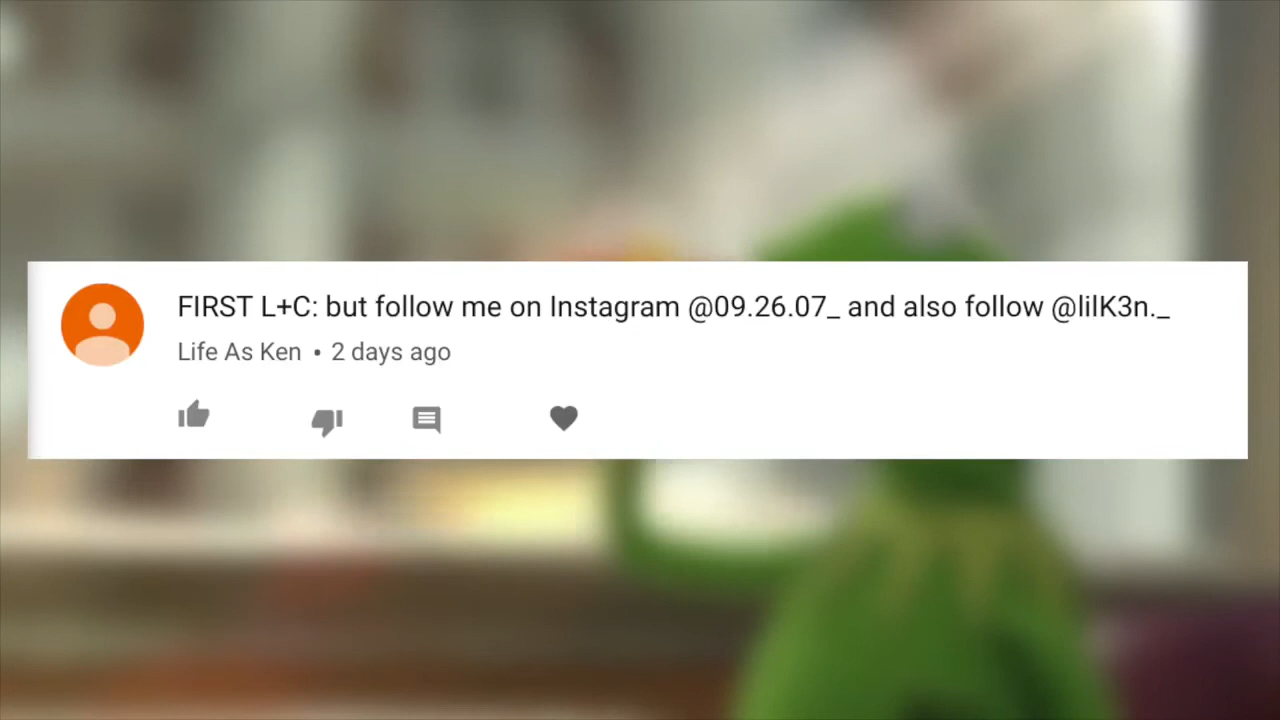 FIRST L+C: but follow me on Instagram @09.26.07_ and also follow @lilK3n._
Life As Ken • 2 days ago